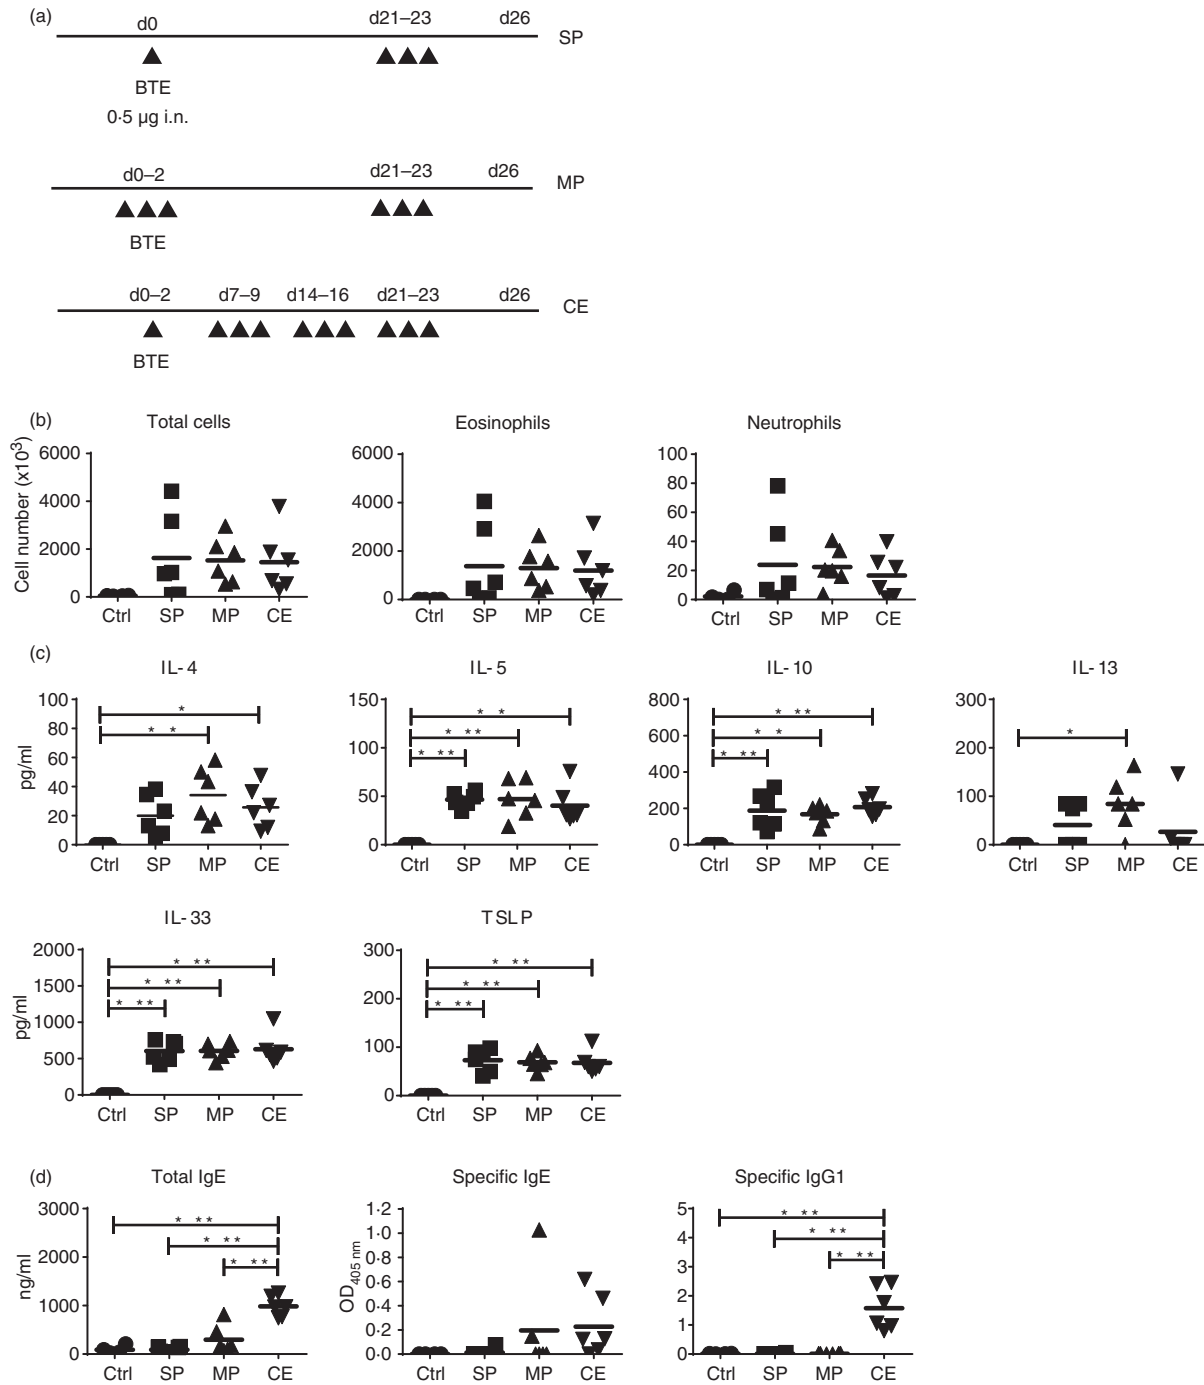 (a)
d0 d21–23 d26 SP
BTE
0·5 µg i.n.
d0–2 d21–23 d26 MP
BTE
d0–2 d7–9 d14–16 d21–23 d26 CE
BTE
(b)
Total cells Eosinophils Neutrophils
Cell number (x10³)
6000 4000 2000 0
Ctrl SP MP CE
6000 4000 2000 0
Ctrl SP MP CE
100 80 60 40 20 0
Ctrl SP MP CE
(c)
IL-4 IL-5 IL-10 IL-13
pg/ml
100 80 60 40 20 0
* * *
Ctrl SP MP CE
150 100 50 0
* * * ** * **
Ctrl SP MP CE
800 600 400 200 0
* ** * * * **
Ctrl SP MP CE
300 200 100 0
*
Ctrl SP MP CE
IL-33 TSLP
pg/ml
2000 1500 1000 500 0
* ** * ** * **
Ctrl SP MP CE
300 200 100 0
* ** * ** * **
Ctrl SP MP CE
(d)
Total IgE Specific IgE Specific IgG1
ng/ml
3000 2000 1000 0
* ** * ** * **
Ctrl SP MP CE
OD405 nm
1·2 1·0 0·8 0·6 0·4 0·2 0·0
Ctrl SP MP CE
5 4 3 2 1 0
* ** * ** * **
Ctrl SP MP CE